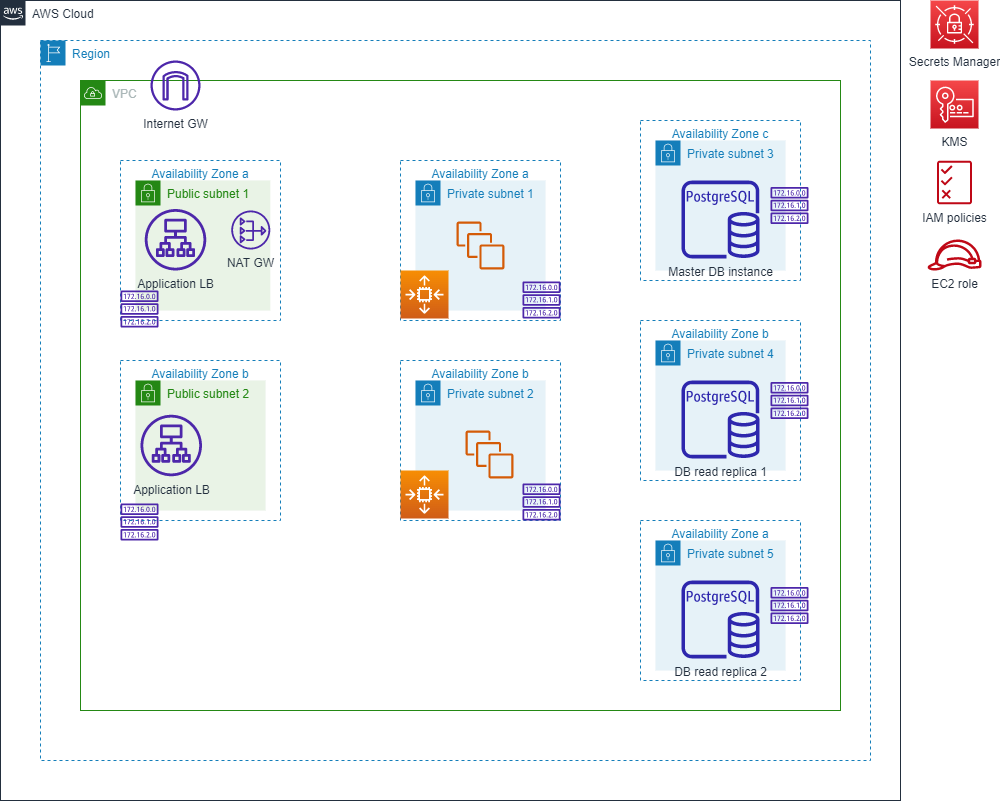 aws
AWS Cloud
Region
VPC
Internet GW
Availability Zone a
Public subnet 1
NAT GW
Application LB
172.16.0.0
172.16.1.0
172.16.2.0
Availability Zone b
Public subnet 2
Application LB
172.16.0.0
172.16.1.0
172.16.2.0
Availability Zone a
Private subnet 1
172.16.0.0
172.16.1.0
172.16.2.0
Availability Zone b
Private subnet 2
172.16.0.0
172.16.1.0
172.16.2.0
Availability Zone c
Private subnet 3
PostgreSQL
172.16.0.0
172.16.1.0
172.16.2.0
Master DB instance
Availability Zone b
Private subnet 4
PostgreSQL
172.16.0.0
172.16.1.0
172.16.2.0
DB read replica 1
Availability Zone a
Private subnet 5
PostgreSQL
172.16.0.0
172.16.1.0
172.16.2.0
DB read replica 2
Secrets Manager
KMS
IAM policies
EC2 role